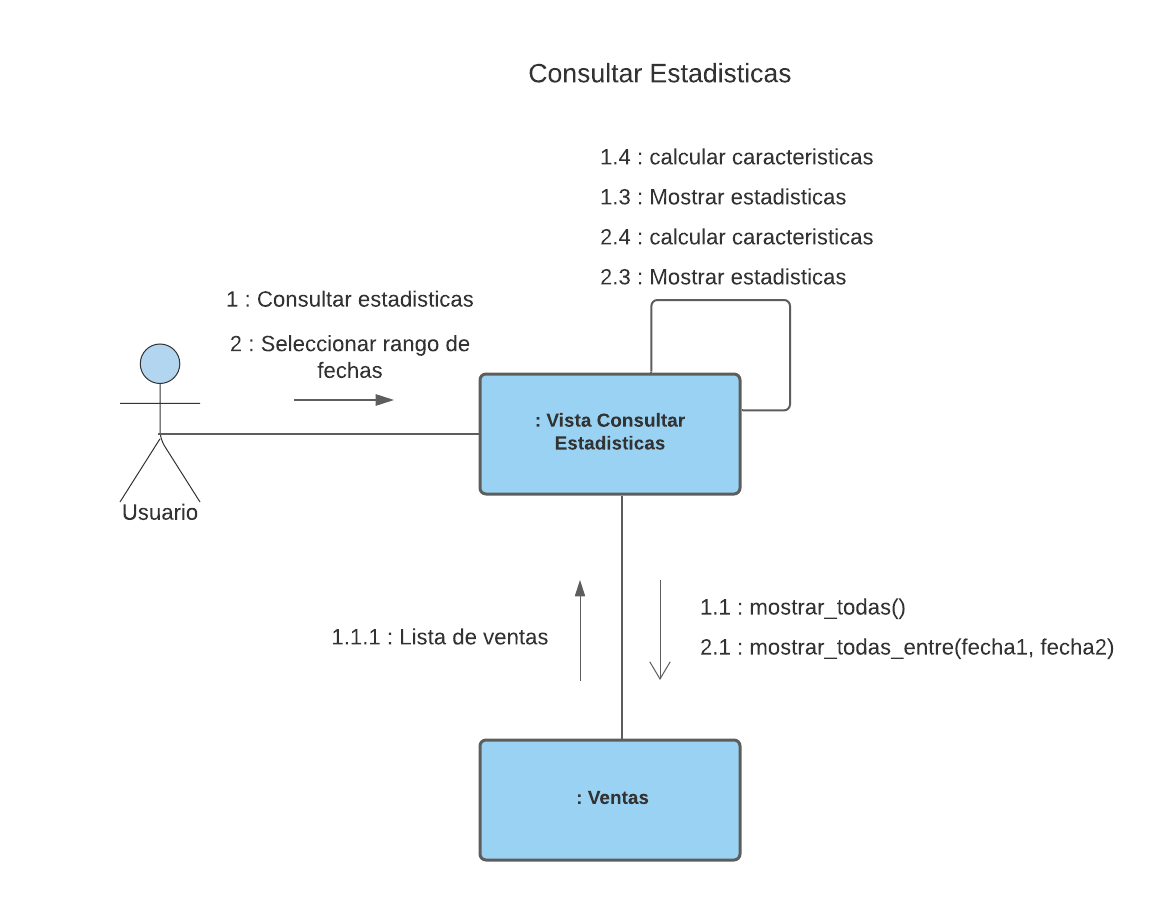 Consultar Estadisticas
1.4 : calcular caracteristicas
1.3 : Mostrar estadisticas
2.4 : calcular caracteristicas
2.3 : Mostrar estadisticas
1 : Consultar estadisticas
2 : Seleccionar rango de
fechas
: Vista Consultar
Estadisticas
Usuario
1.1.1 : Lista de ventas
1.1 : mostrar_todas()
2.1 : mostrar_todas_entre(fecha1, fecha2)
: Ventas